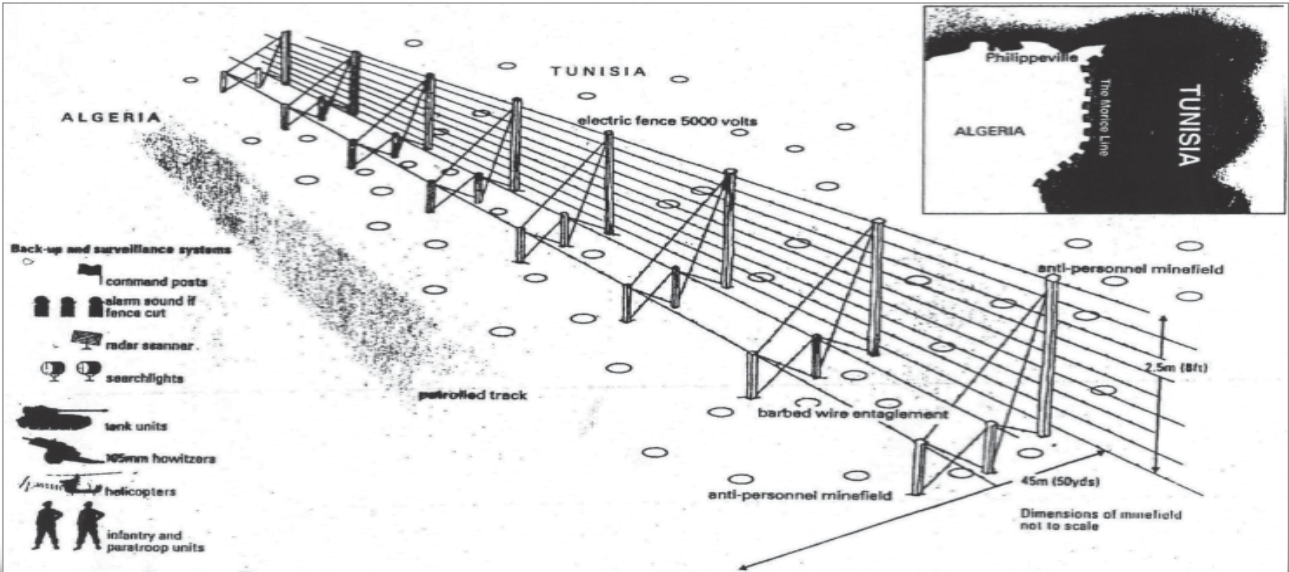 TUNISIA
ALGERIA
electric fence 5000 volts
Philippeville
The Morice Line
TUNISIA
ALGERIA
Back-up and surveillance systems
command posts
alarm sound if
fence cut
radar scanner
searchlights
tank units
105mm howitzers
helicopters
infantry and
paratroop units
patrolled track
anti-personnel minefield
2.5m (8ft)
barbed wire entaglement
45m (50yds)
anti-personnel minefield
Dimensions of minefield
not to scale